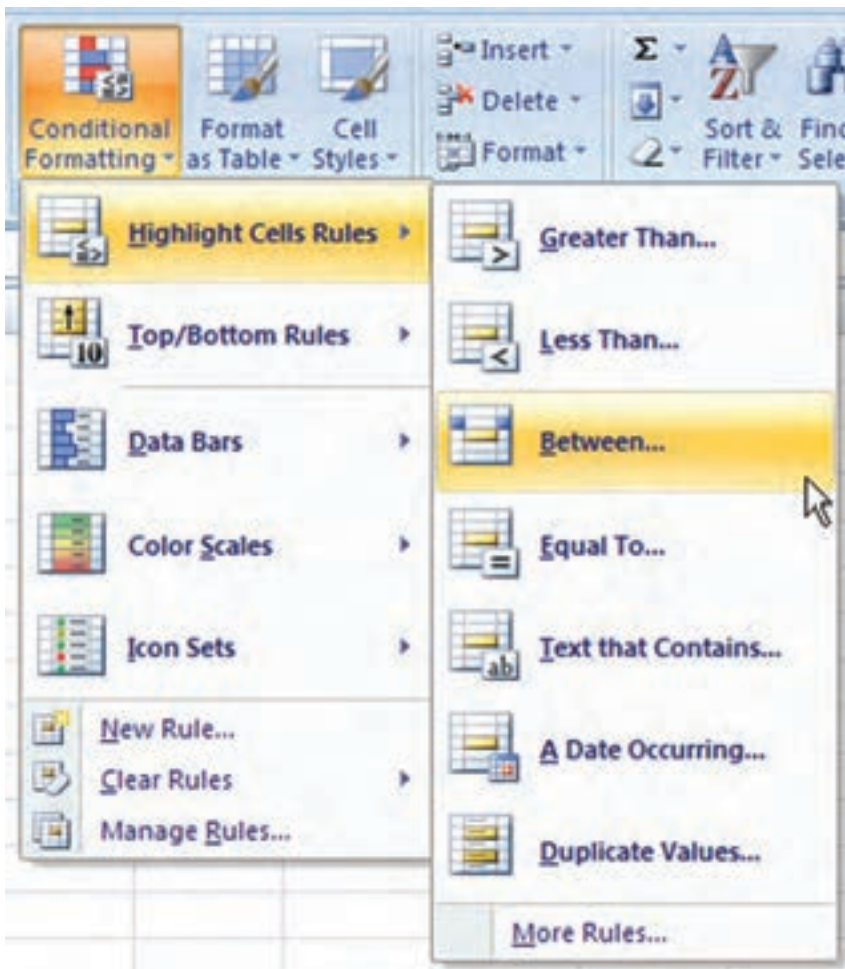 Conditional
Formatting
Format
as Table
Cell
Styles
Insert
Delete
Format
Σ
A
Z
Sort &
Filter
Highlight Cells Rules
Top/Bottom Rules
10
Data Bars
Color Scales
Icon Sets
New Rule...
Clear Rules
Manage Rules...
Greater Than...
>
Less Than...
<
Between...
Equal To...
=
Text that Contains...
ab
A Date Occurring...
Duplicate Values...
More Rules...